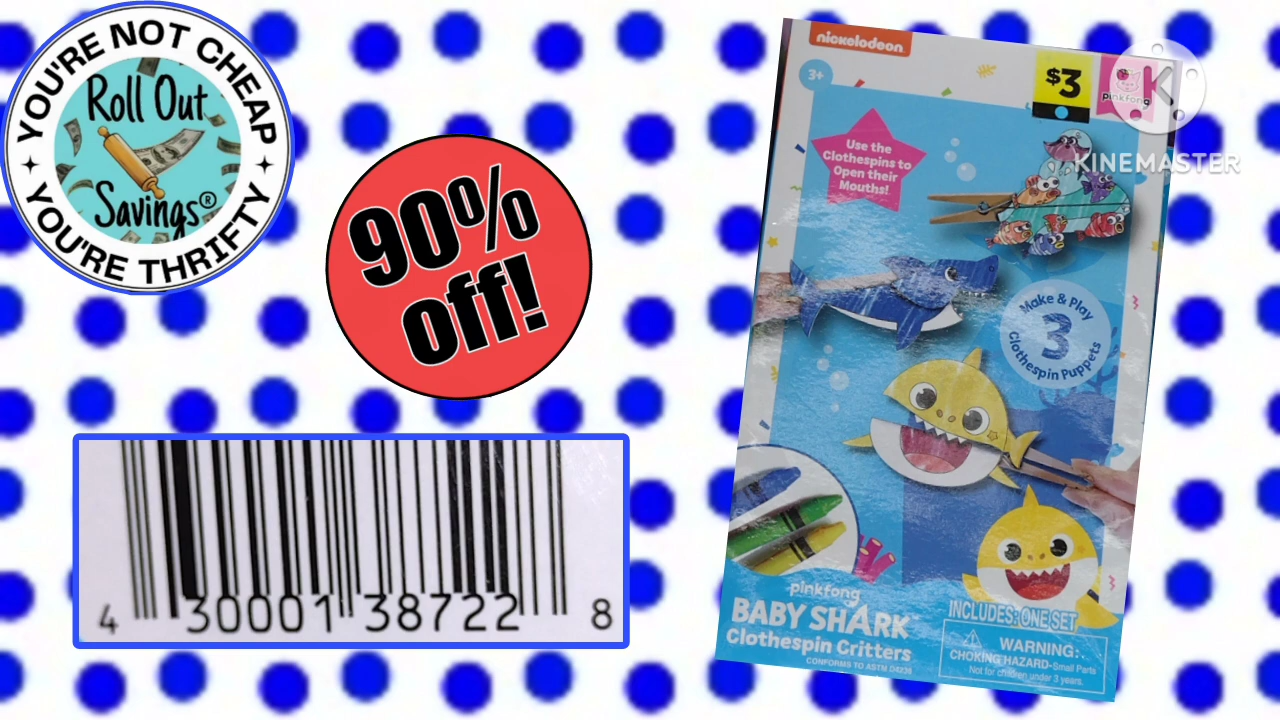 YOU'RE NOT CHEAP
Roll Out
Savings®
YOU'RE THRIFTY
90%
off!
4 30001 38722 8
nickelodeon
3+
$3
pinkfong
K
KINEMASTER
Use the
Clothespins to
Open their
Mouths!
Make & Play
3
Clothespin Puppets
pinkfong
BABY SHARK
Clothespin Critters
CONFORMS TO ASTM D4236
INCLUDES: ONE SET
WARNING:
CHOKING HAZARD-Small Parts
Not for children under 3 years.